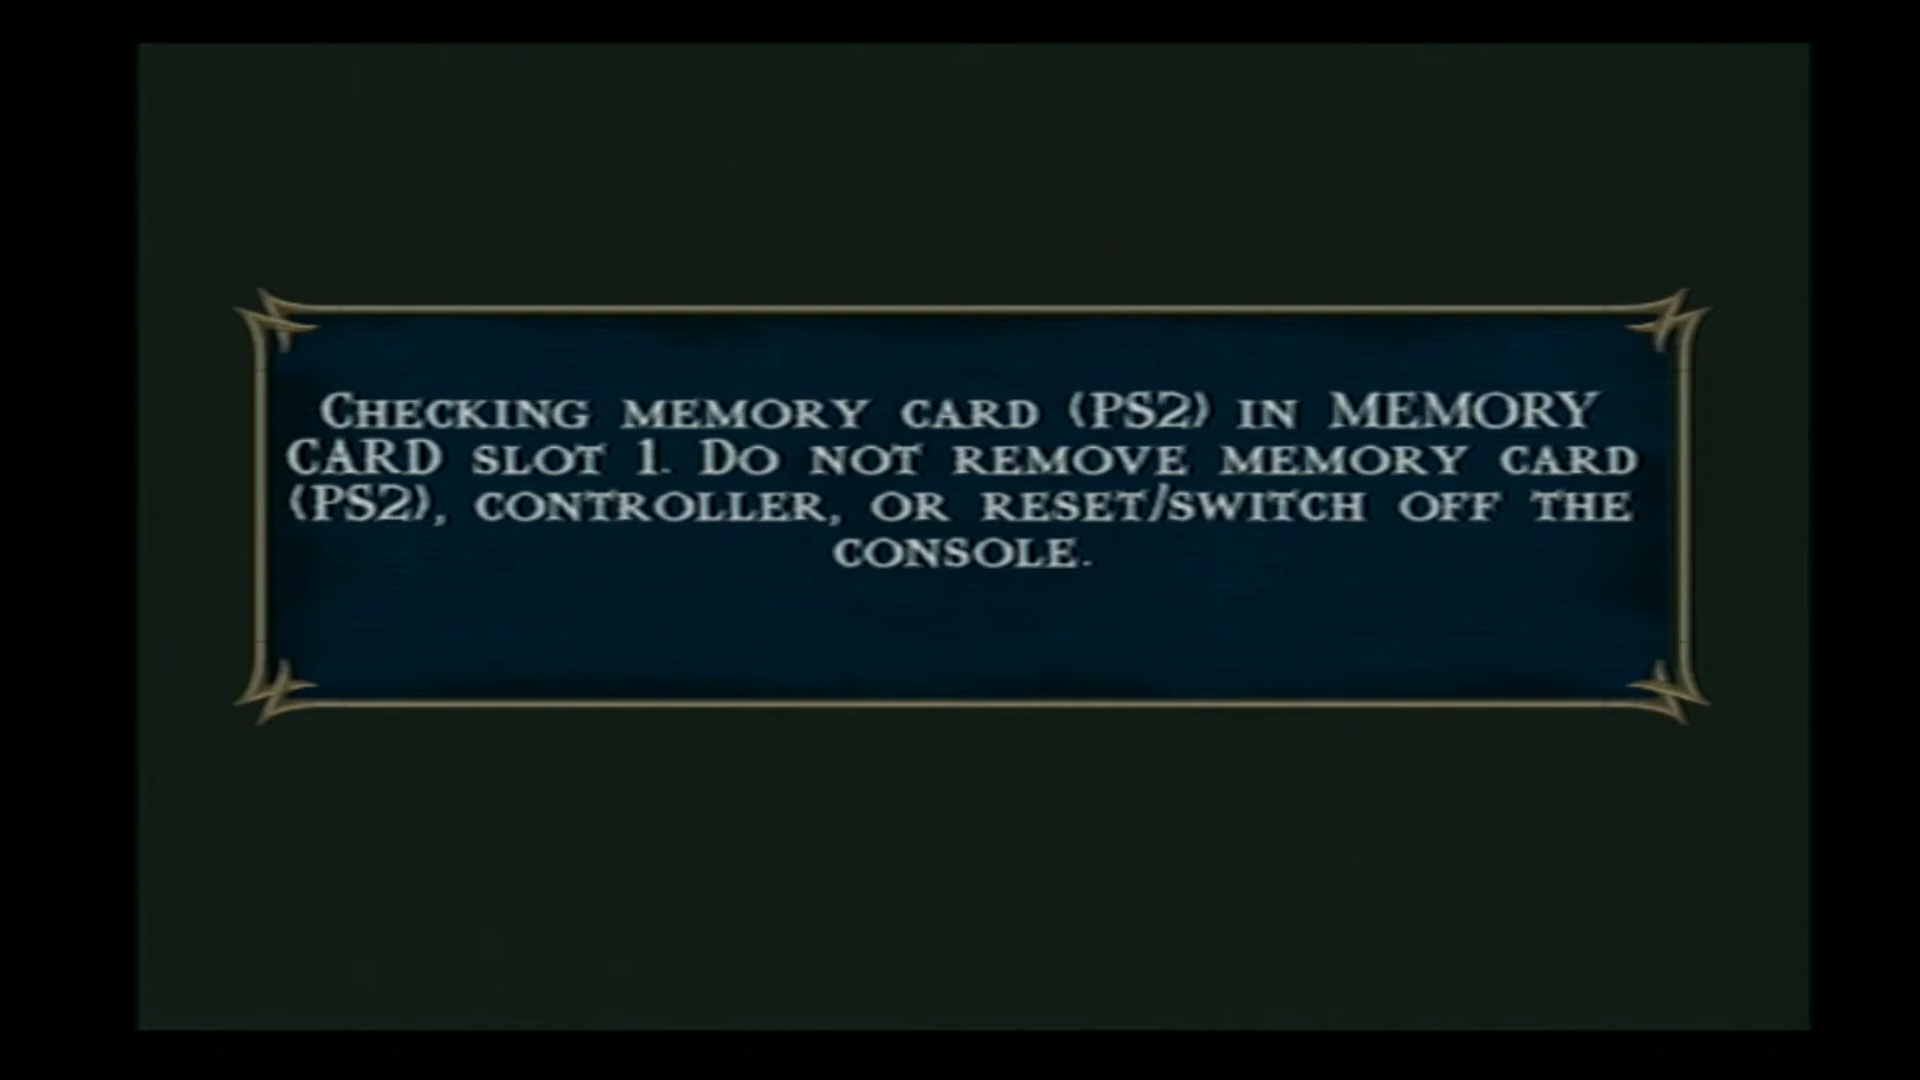 Checking memory card (PS2) in MEMORY
CARD slot 1. Do not remove memory card
(PS2), controller, or reset/switch off the
console.